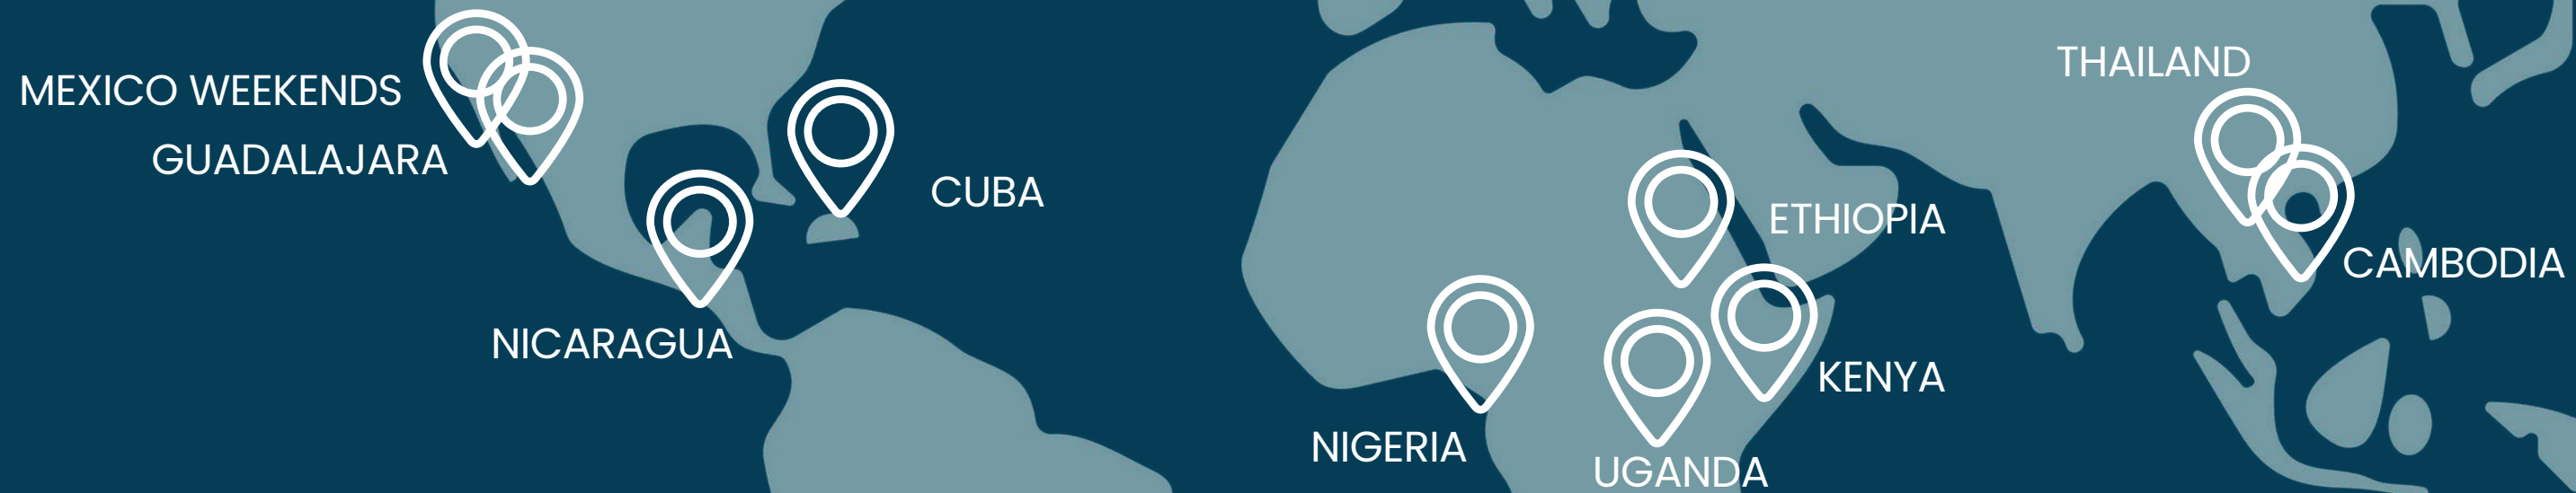 MEXICO WEEKENDS
GUADALAJARA
NICARAGUA
CUBA
NIGERIA
UGANDA
ETHIOPIA
KENYA
THAILAND
CAMBODIA